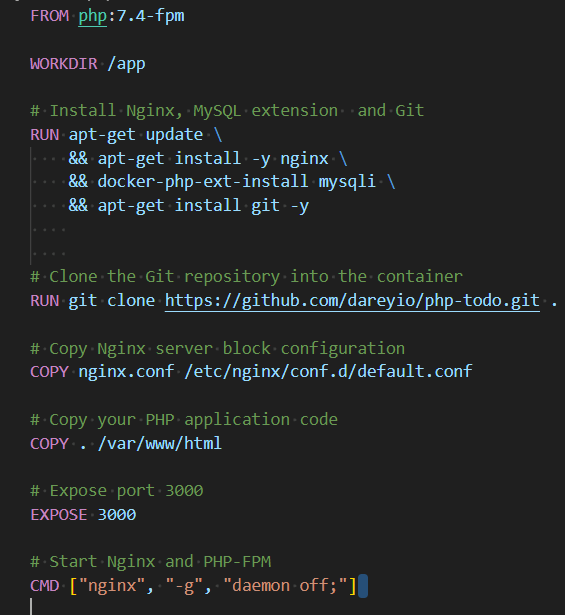 FROM php:7.4-fpm
WORKDIR /app
# Install Nginx, MySQL extension  and Git
RUN apt-get update \
    && apt-get install -y nginx \
    && docker-php-ext-install mysqli \
    && apt-get install git -y
# Clone the Git repository into the container
RUN git clone https://github.com/dareyio/php-todo.git .
# Copy Nginx server block configuration
COPY nginx.conf /etc/nginx/conf.d/default.conf
# Copy your PHP application code
COPY . /var/www/html
# Expose port 3000
EXPOSE 3000
# Start Nginx and PHP-FPM
CMD ["nginx", "-g", "daemon off;"]